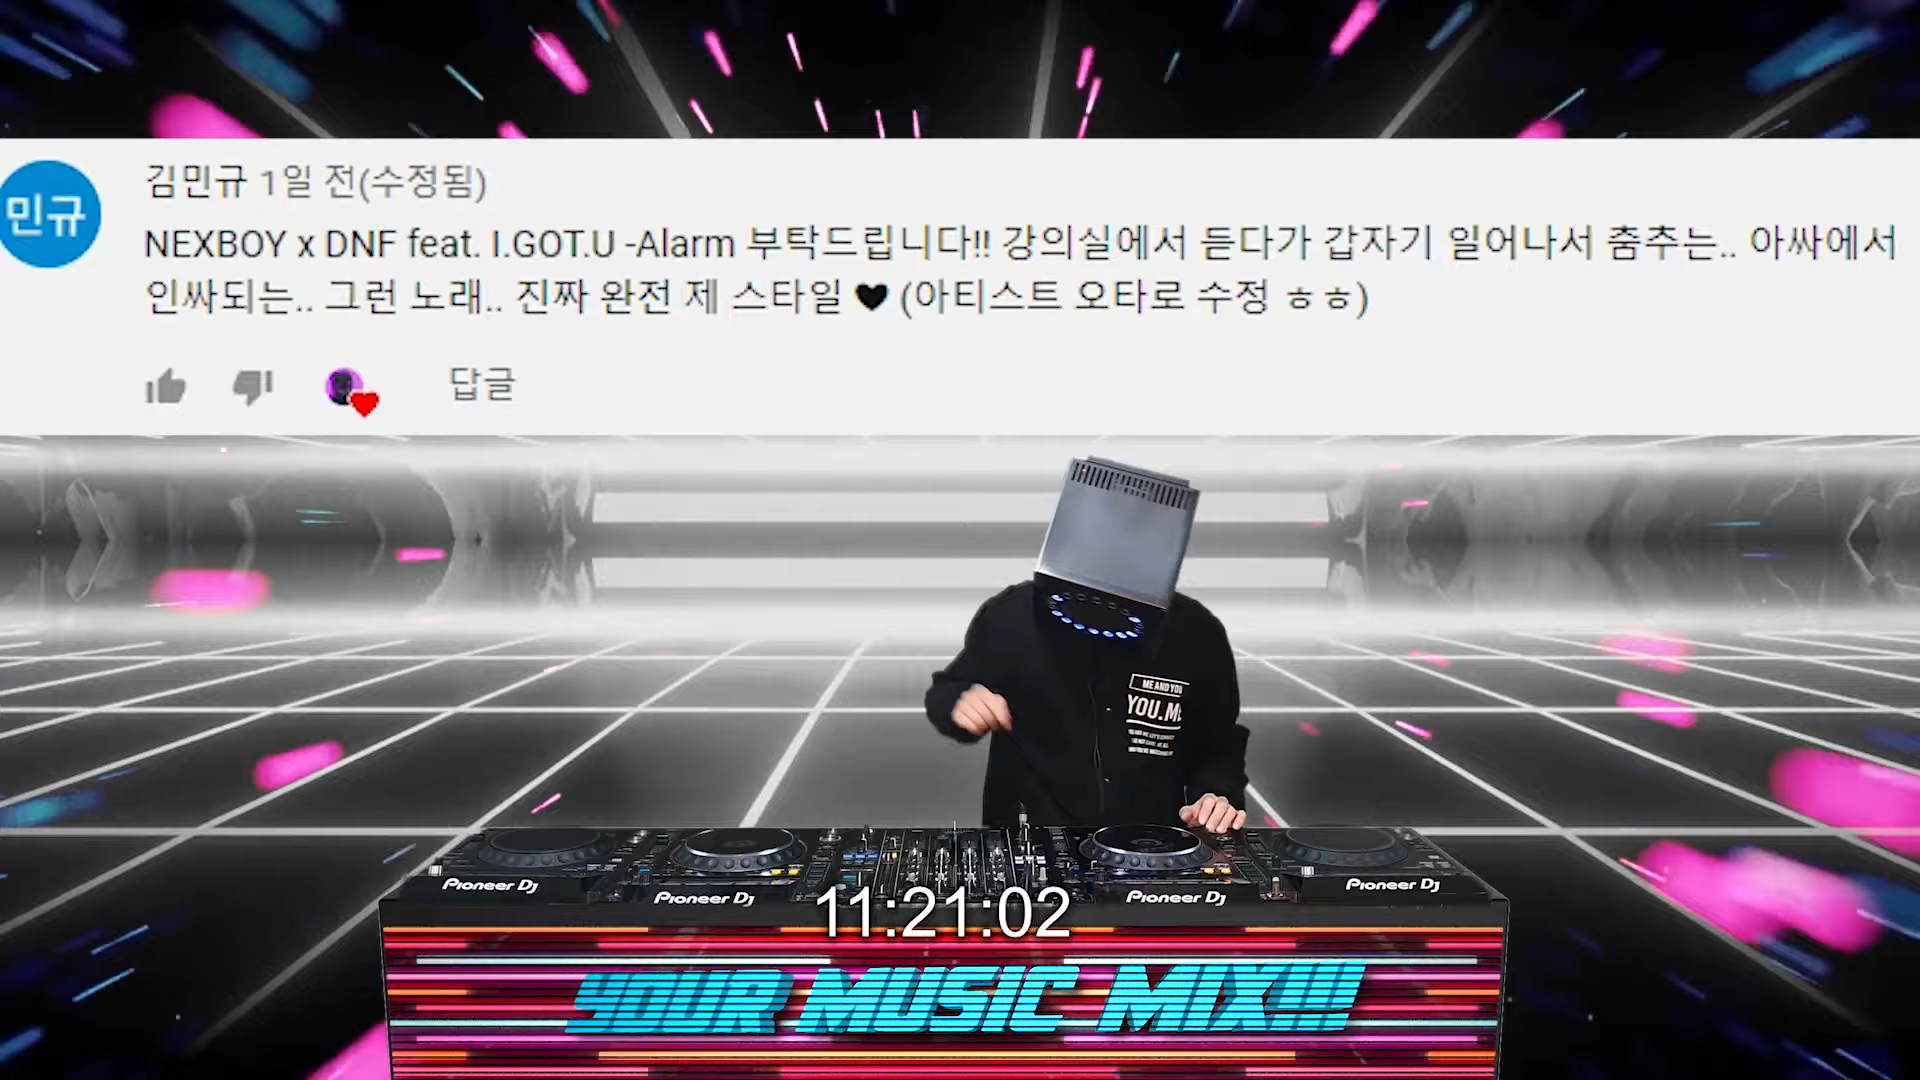 민규
김민규 1일 전(수정됨)
NEXBOY x DNF feat. I.GOT.U -Alarm 부탁드립니다!! 강의실에서 듣다가 갑자기 일어나서 춤추는.. 아싸에서
인싸되는.. 그런 노래.. 진짜 완전 제 스타일 ♥ (아티스트 오타로 수정 ㅎㅎ)
답글
ME AND YOU
YOU.ME
Pioneer Dj
Pioneer Dj
Pioneer Dj
Pioneer Dj
11:21:02
YOUR MUSIC MIX!!!